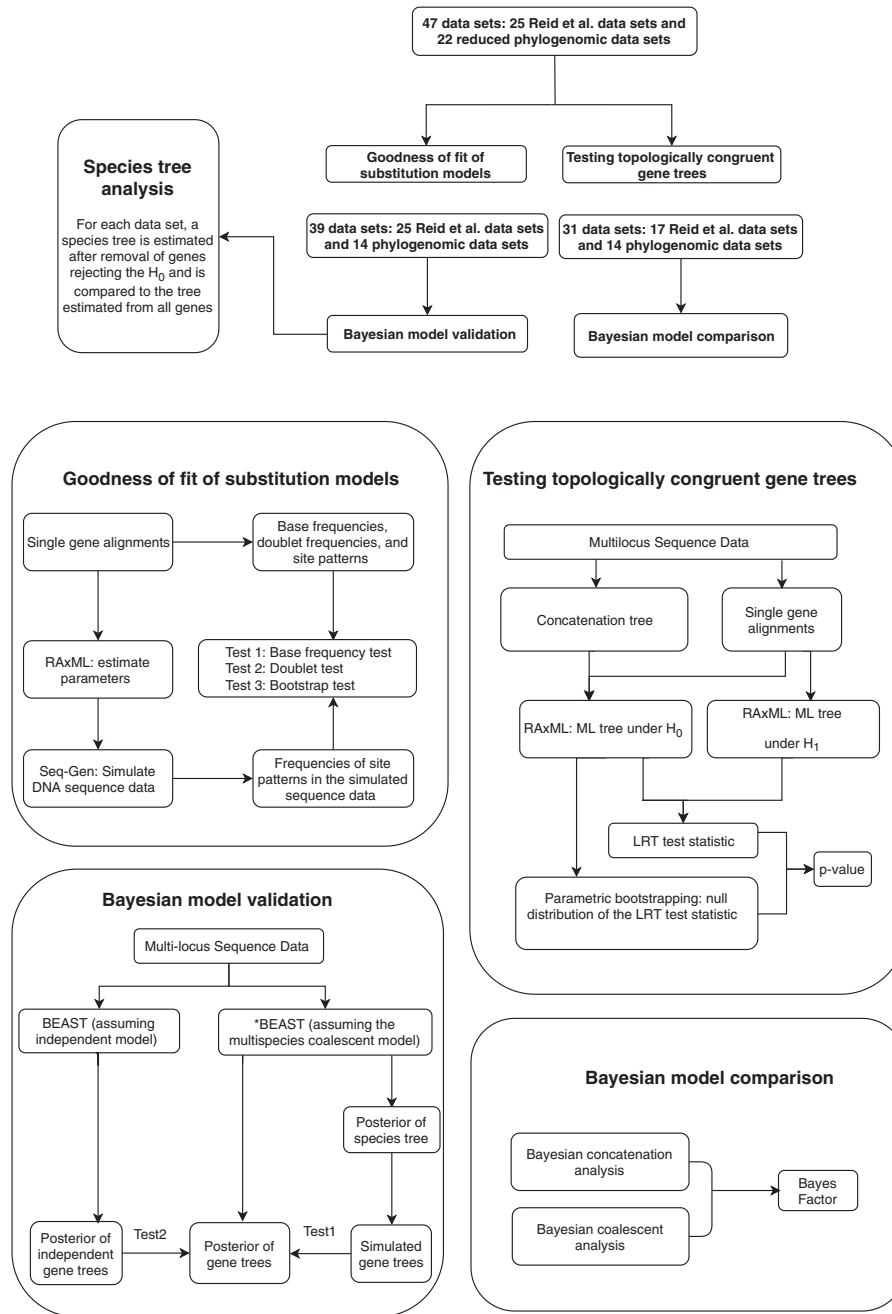 47 data sets: 25 Reid et al. data sets and
22 reduced phylogenomic data sets
Species tree
analysis
For each data set, a
species tree is estimated
after removal of genes
rejecting the H0 and is
compared to the tree
estimated from all genes
Goodness of fit of
substitution models
Testing topologically congruent
gene trees
39 data sets: 25 Reid et al. data sets
and 14 phylogenomic data sets
31 data sets: 17 Reid et al. data sets
and 14 phylogenomic data sets
Bayesian model validation
Bayesian model comparison
Goodness of fit of substitution models
Single gene alignments
Base frequencies,
doublet frequencies, and
site patterns
RAxML: estimate
parameters
Test 1: Base frequency test
Test 2: Doublet test
Test 3: Bootstrap test
Seq-Gen: Simulate
DNA sequence data
Frequencies of site
patterns in the simulated
sequence data
Testing topologically congruent gene trees
Multilocus Sequence Data
Concatenation tree
Single gene
alignments
RAxML: ML tree under H0
RAxML: ML tree
under H1
LRT test statistic
p-value
Parametric bootstrapping: null
distribution of the LRT test statistic
Bayesian model validation
Multi-locus Sequence Data
BEAST (assuming
independent model)
*BEAST (assuming the
multispecies coalescent model)
Posterior of
species tree
Posterior of
independent
gene trees
Test2
Posterior of
gene trees
Test1
Simulated
gene trees
Bayesian model comparison
Bayesian concatenation
analysis
Bayes
Factor
Bayesian coalescent
analysis